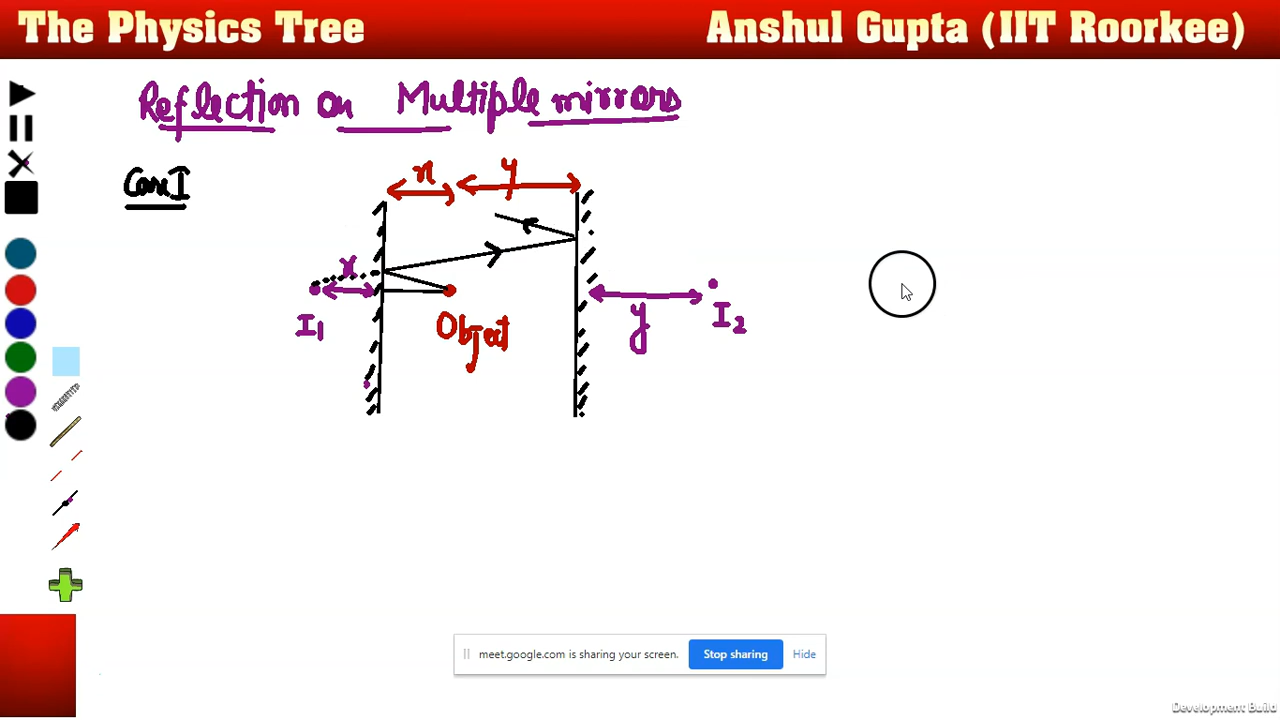 The Physics Tree
Anshul Gupta (IIT Roorkee)
Reflection on Multiple mirrors
Case I
x
y
x
Object
I1
y
I2
meet.google.com is sharing your screen.
Stop sharing
Hide
Development Build